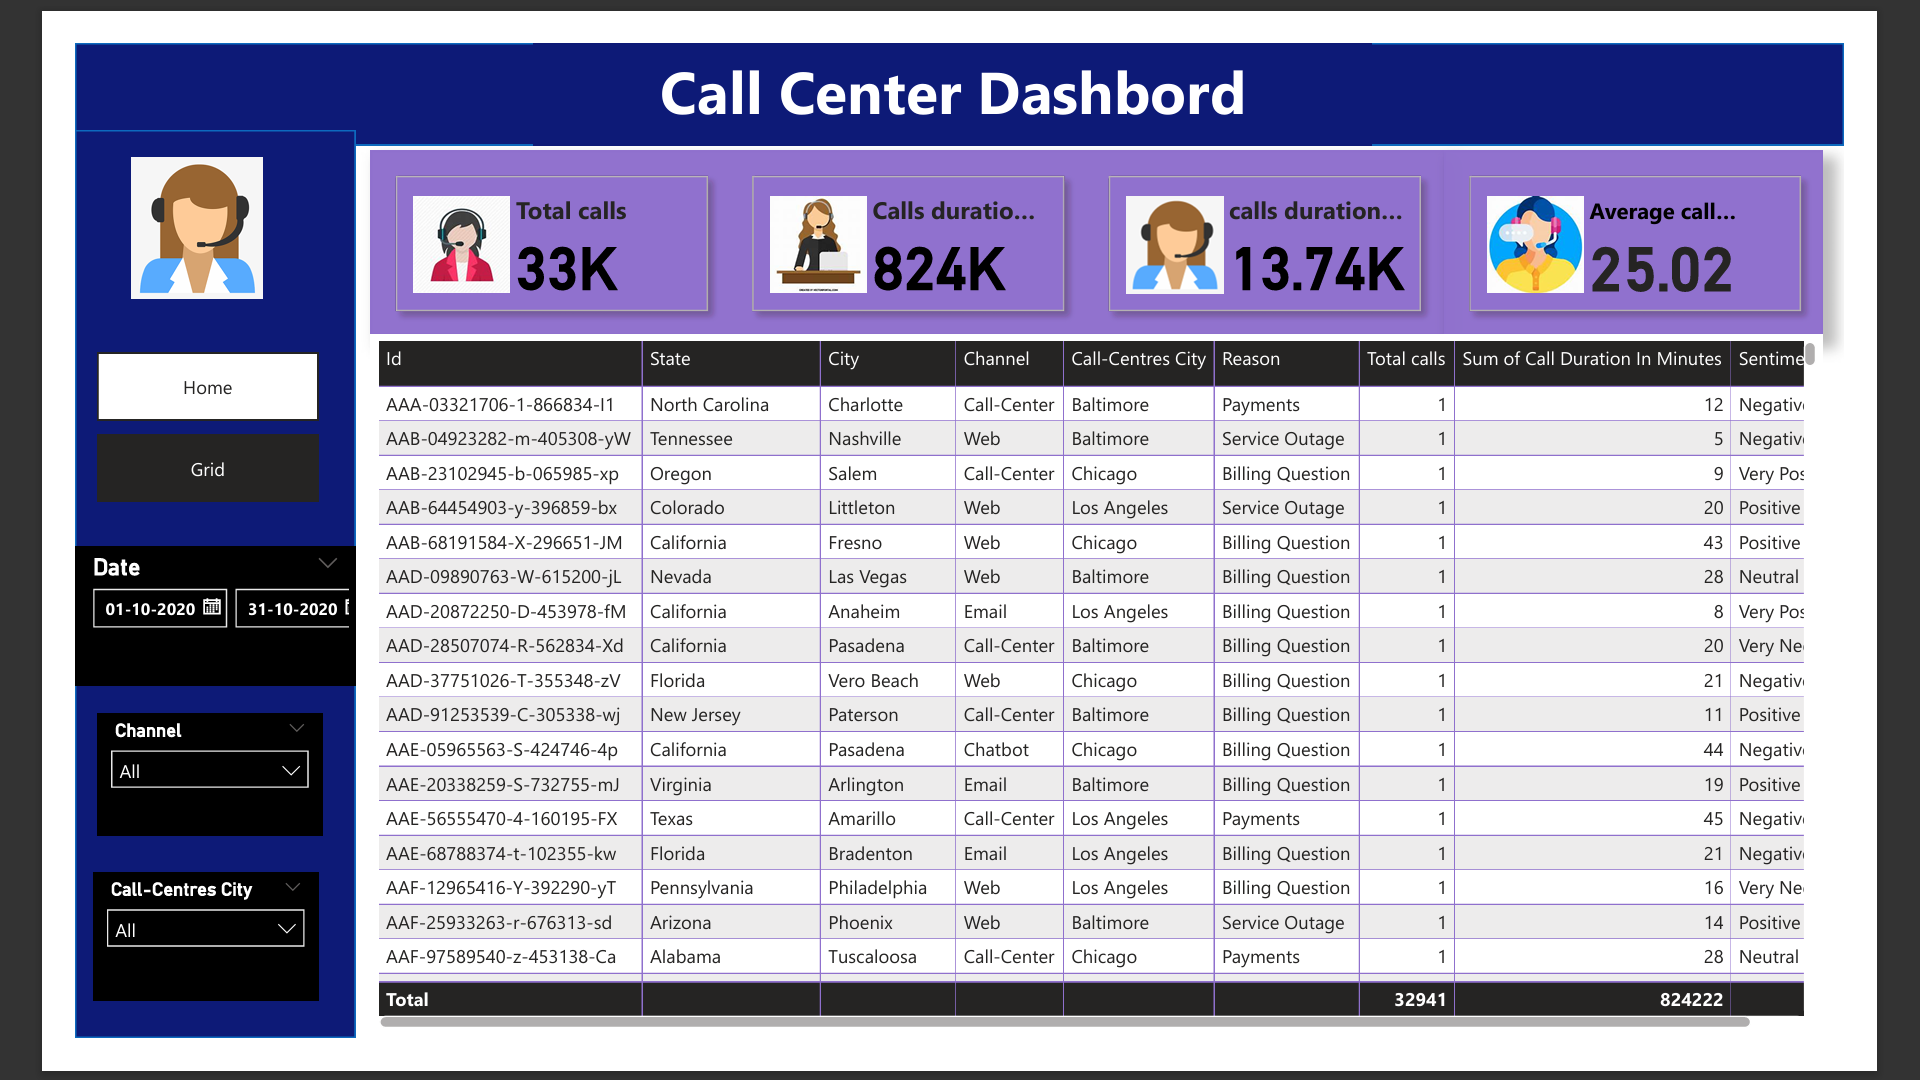 Call Center Dashbord
Total calls
33K
Calls duratio...
824K
calls duration...
13.74K
Average call...
25.02
Home
Grid
Date
01-10-2020 31-10-2020
Channel
All
Call-Centres City
All
Id State City Channel Call-Centres City Reason Total calls Sum of Call Duration In Minutes Sentime
AAA-03321706-1-866834-I1 North Carolina Charlotte Call-Center Baltimore Payments 1 12 Negativ
AAB-04923282-m-405308-yW Tennessee Nashville Web Baltimore Service Outage 1 5 Negativ
AAB-23102945-b-065985-xp Oregon Salem Call-Center Chicago Billing Question 1 9 Very Pos
AAB-64454903-y-396859-bx Colorado Littleton Web Los Angeles Service Outage 1 20 Positive
AAB-68191584-X-296651-JM California Fresno Web Chicago Billing Question 1 43 Positive
AAD-09890763-W-615200-jL Nevada Las Vegas Web Baltimore Billing Question 1 28 Neutral
AAD-20872250-D-453978-fM California Anaheim Email Los Angeles Billing Question 1 8 Very Pos
AAD-28507074-R-562834-Xd California Pasadena Call-Center Baltimore Billing Question 1 20 Very Ne
AAD-37751026-T-355348-zV Florida Vero Beach Web Chicago Billing Question 1 21 Negativ
AAD-91253539-C-305338-wj New Jersey Paterson Call-Center Baltimore Billing Question 1 11 Positive
AAE-05965563-S-424746-4p California Pasadena Chatbot Chicago Billing Question 1 44 Negativ
AAE-20338259-S-732755-mJ Virginia Arlington Email Baltimore Billing Question 1 19 Positive
AAE-56555470-4-160195-FX Texas Amarillo Call-Center Los Angeles Payments 1 45 Negativ
AAE-68788374-t-102355-kw Florida Bradenton Email Los Angeles Billing Question 1 21 Negativ
AAF-12965416-Y-392290-yT Pennsylvania Philadelphia Web Los Angeles Billing Question 1 16 Very Ne
AAF-25933263-r-676313-sd Arizona Phoenix Web Baltimore Service Outage 1 14 Positive
AAF-97589540-z-453138-Ca Alabama Tuscaloosa Call-Center Chicago Payments 1 28 Neutral
Total 32941 824222